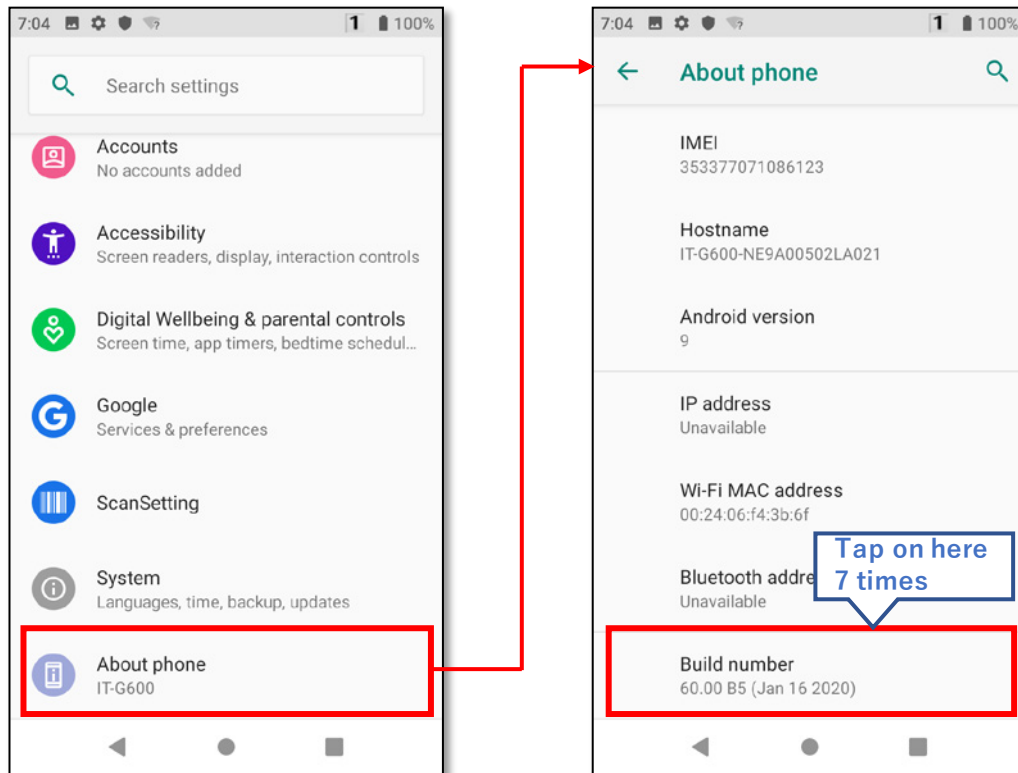 7:04 1 100%
Search settings
Accounts
No accounts added
Accessibility
Screen readers, display, interaction controls
Digital Wellbeing & parental controls
Screen time, app timers, bedtime schedul...
Google
Services & preferences
ScanSetting
System
Languages, time, backup, updates
About phone
IT-G600
7:04 1 100%
About phone
IMEI
353377071086123
Hostname
IT-G600-NE9A00502LA021
Android version
9
IP address
Unavailable
Wi-Fi MAC address
00:24:06:f4:3b:6f
Tap on here
7 times
Bluetooth addre
Unavailable
Build number
60.00 B5 (Jan 16 2020)